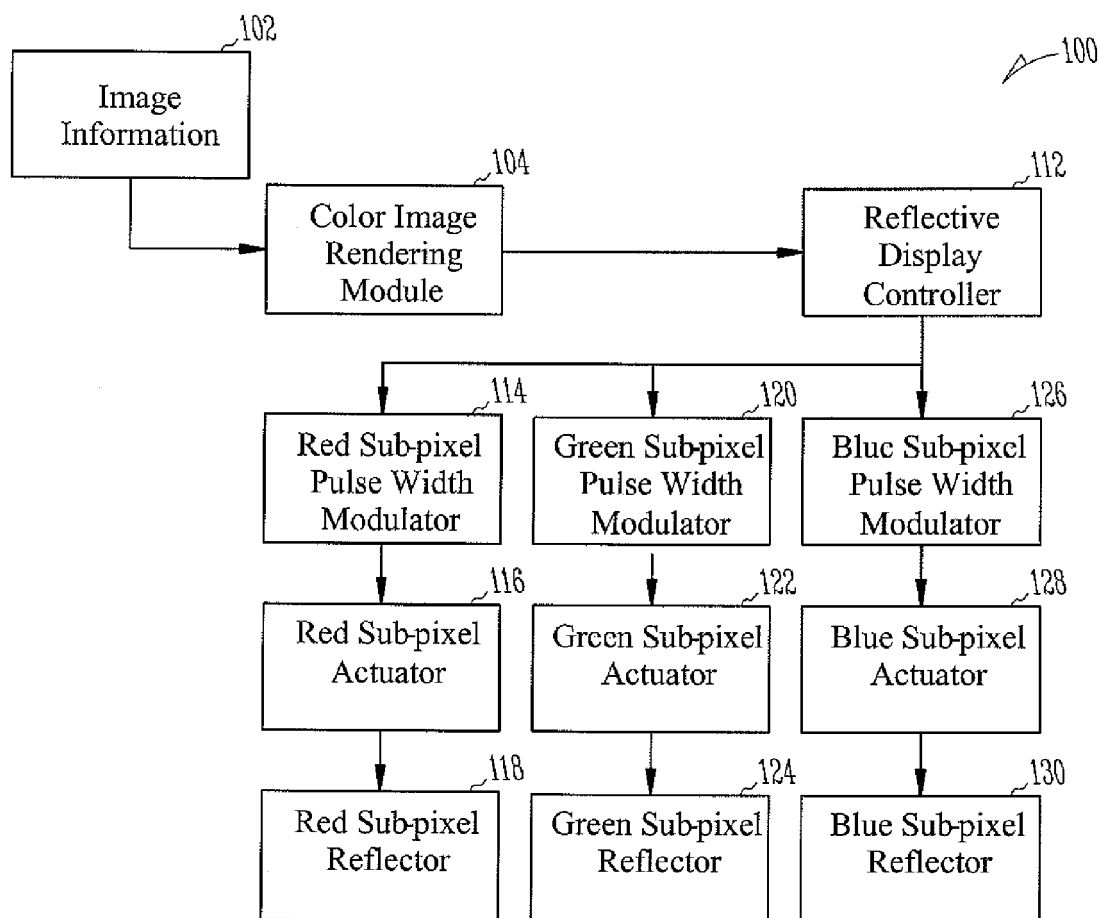 102
Image
Information
100
104
Color Image
Rendering
Module
112
Reflective
Display
Controller
114
Red Sub-pixel
Pulse Width
Modulator
120
Green Sub-pixel
Pulse Width
Modulator
126
Bluc Sub-pixcl
Pulse Width
Modulator
116
Red Sub-pixel
Actuator
122
Green Sub-pixel
Actuator
128
Blue Sub-pixel
Actuator
118
Red Sub-pixel
Reflector
124
Green Sub-pixel
Reflector
130
Blue Sub-pixel
Reflector